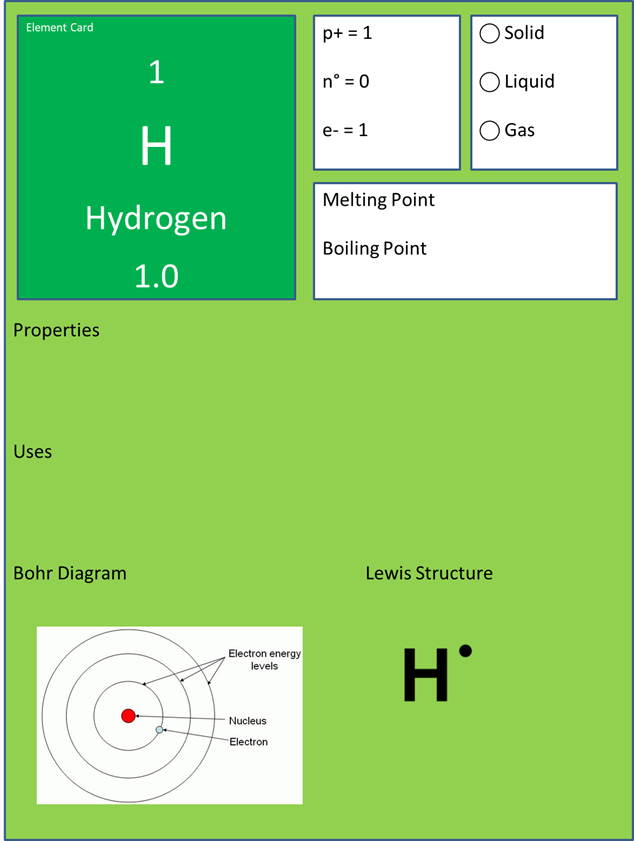 Element Card
1
H
Hydrogen
1.0
p+ = 1
n° = 0
e- = 1
Solid
Liquid
Gas
Melting Point
Boiling Point
Properties
Uses
Bohr Diagram
Electron energy
levels
Nucleus
Electron
Lewis Structure
H